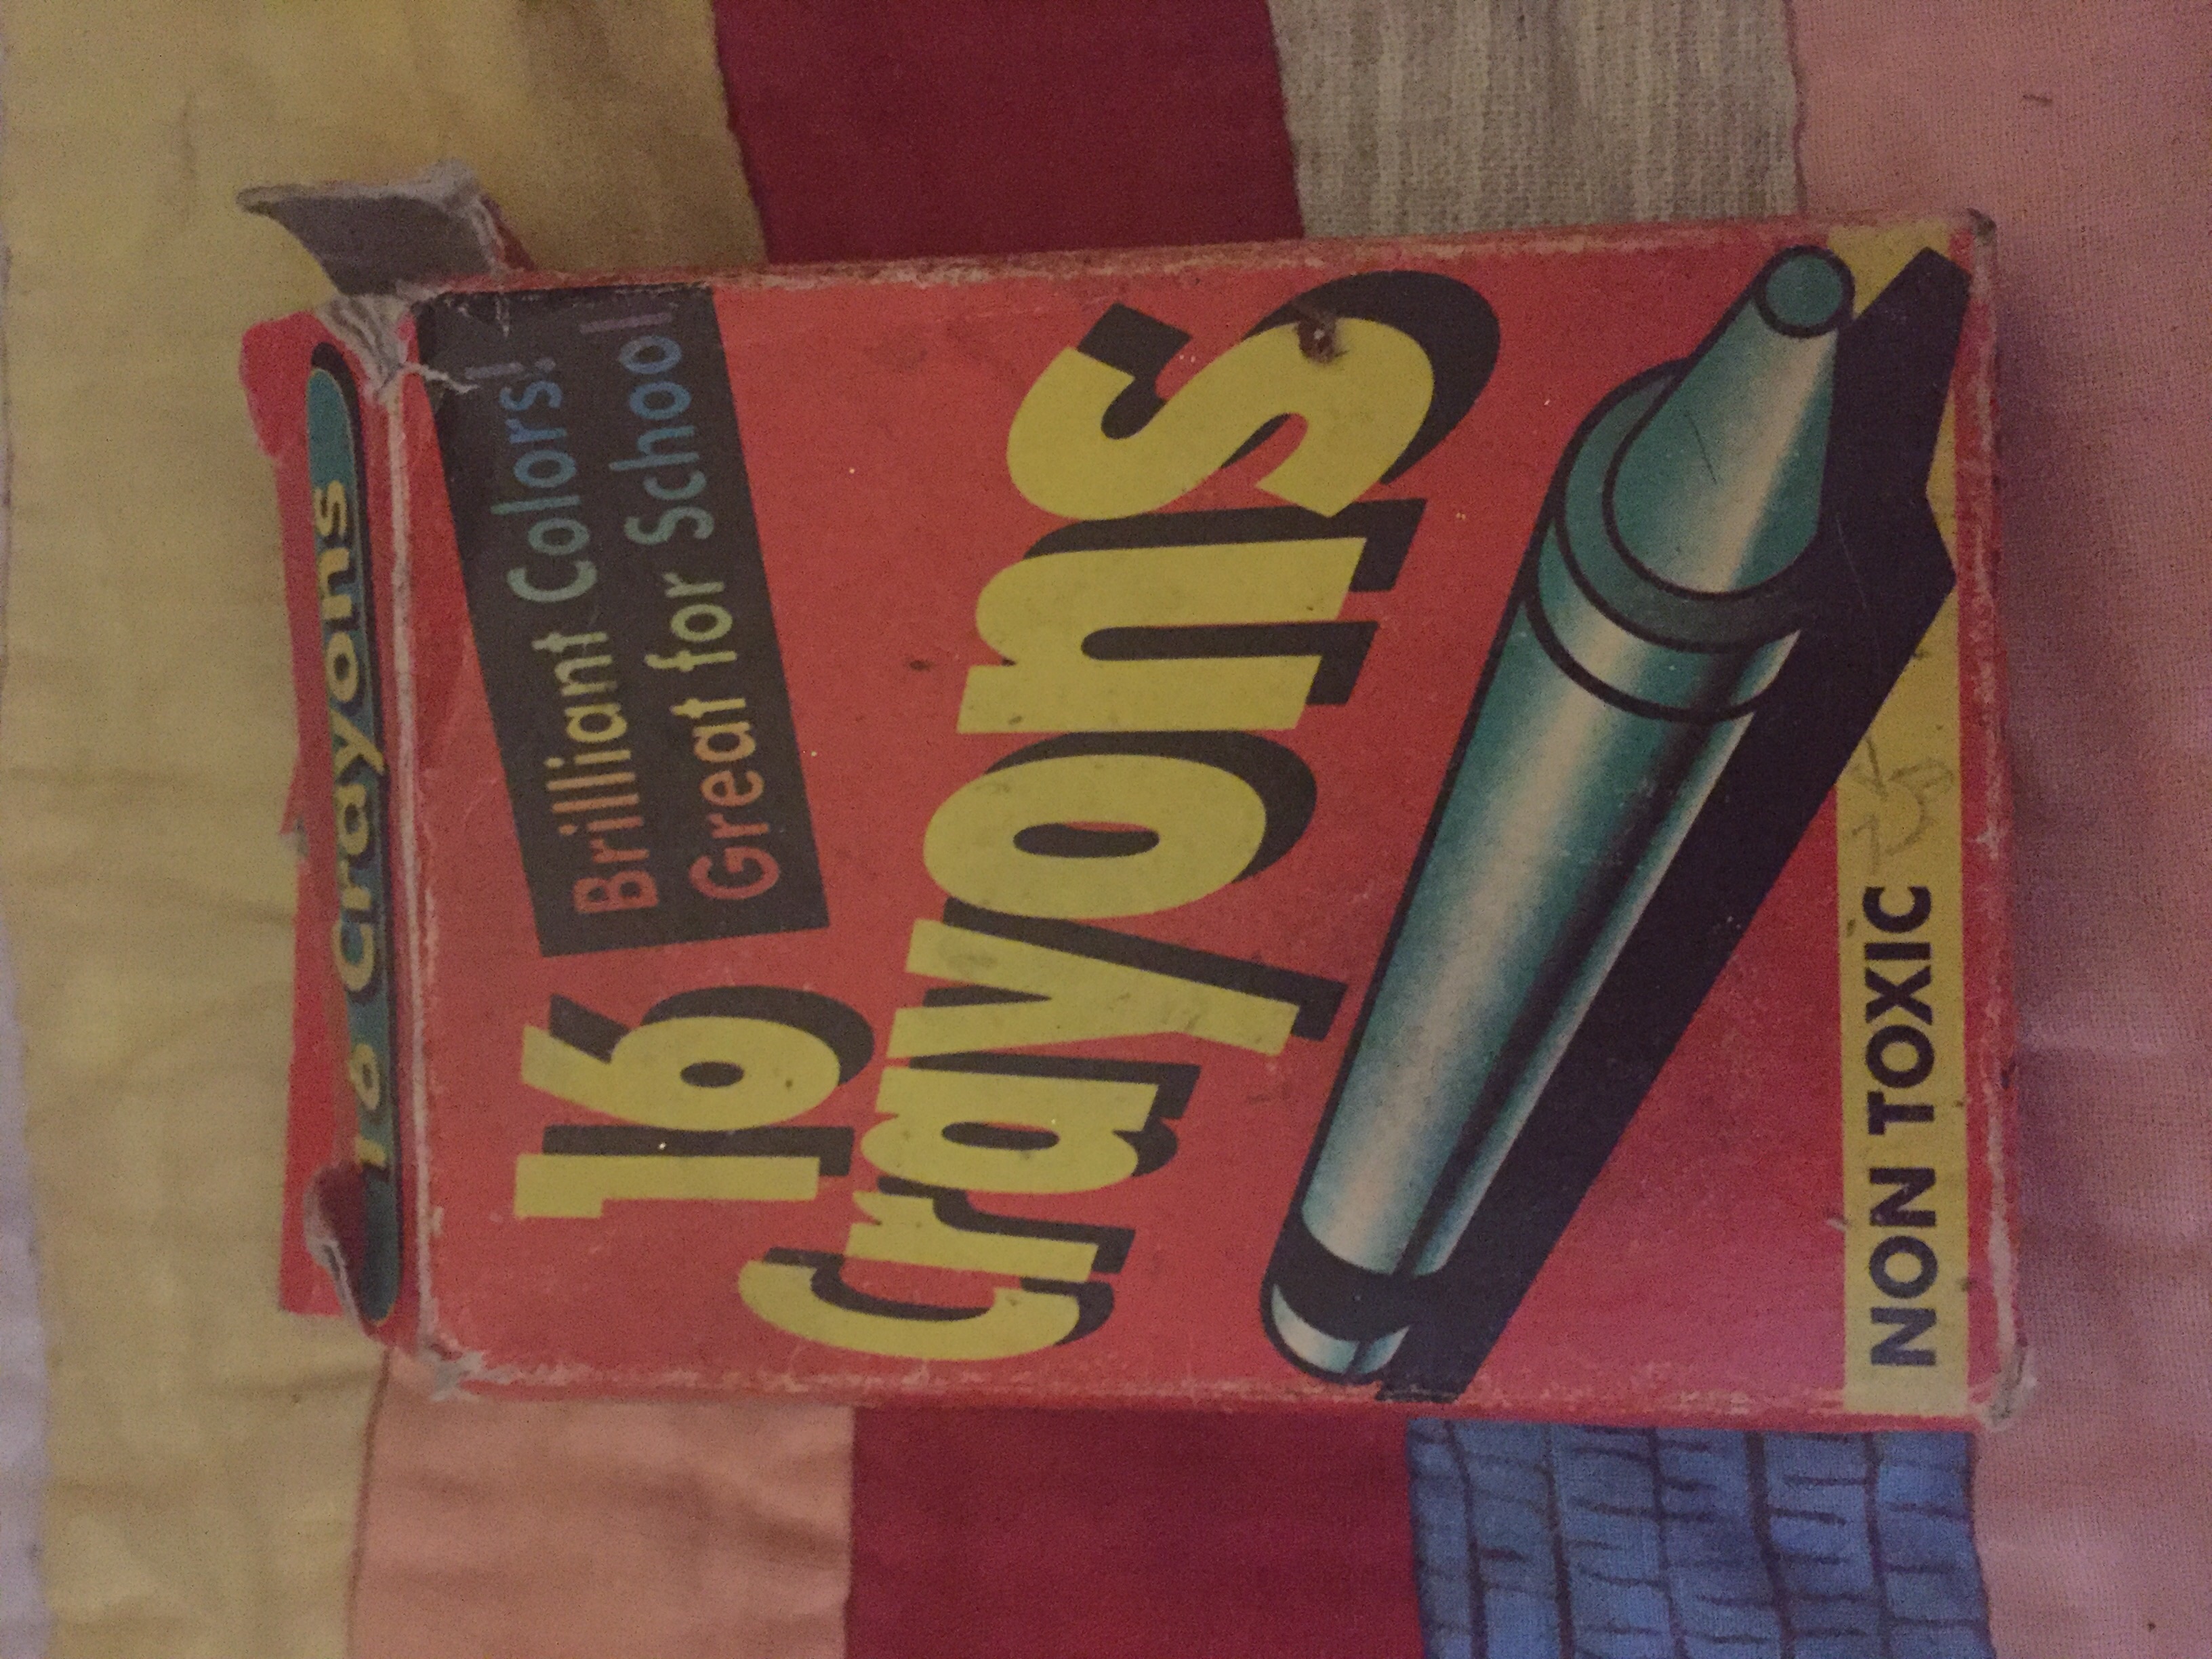 16 Crayons
Brilliant Colors!
Great for School!
16
Crayons
NON TOXIC